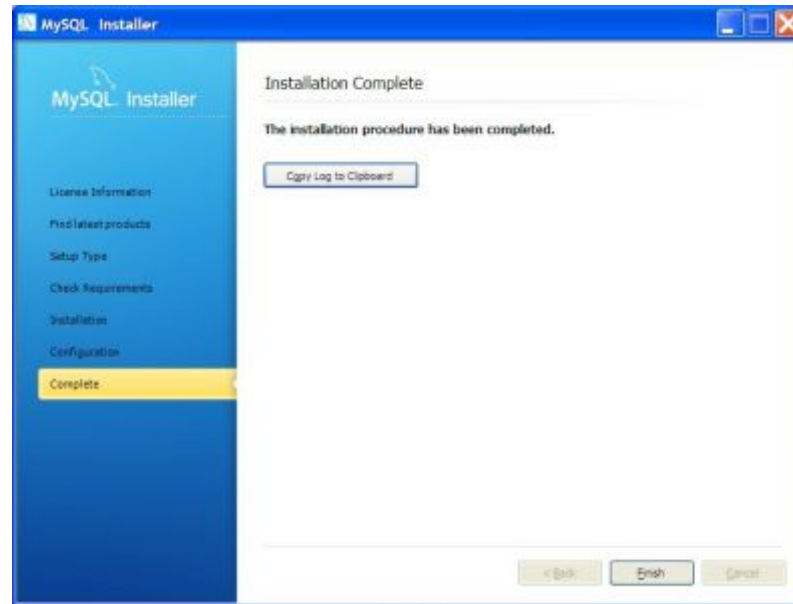 MySQL Installer
MySQL Installer
License Information
Find latest products
Setup Type
Check Requirements
Installation
Configuration
Complete
Installation Complete
The installation procedure has been completed.
Copy Log to Clipboard
< Back
Finish
Cancel